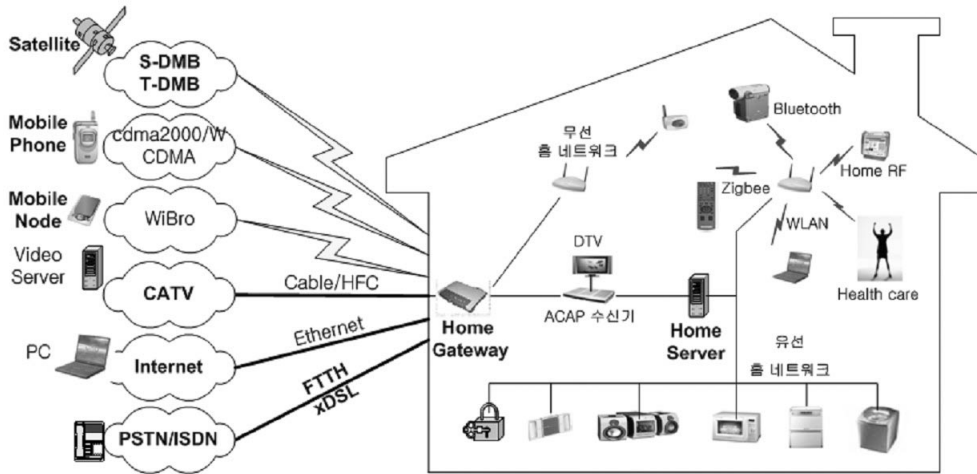 Satellite
S-DMB
T-DMB
Mobile
Phone
cdma2000/W
CDMA
Mobile
Node
WiBro
Video
Server
CATV
Cable/HFC
PC
Internet
Ethernet
PSTN/ISDN
FTTH
xDSL
Home
Gateway
무선
홈 네트워크
DTV
ACAP 수신기
Home
Server
Bluetooth
Zigbee
Home RF
WLAN
Health care
유선
홈 네트워크